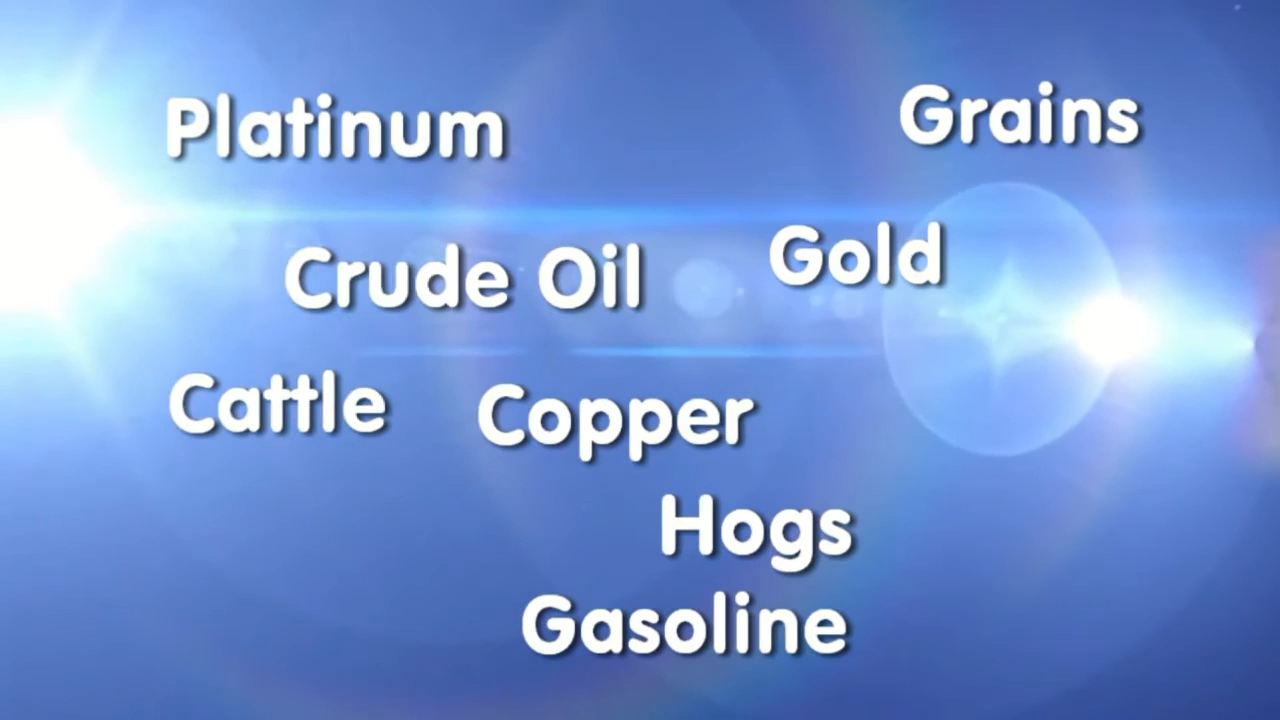 Platinum
Grains
Crude Oil
Gold
Cattle
Copper
Hogs
Gasoline